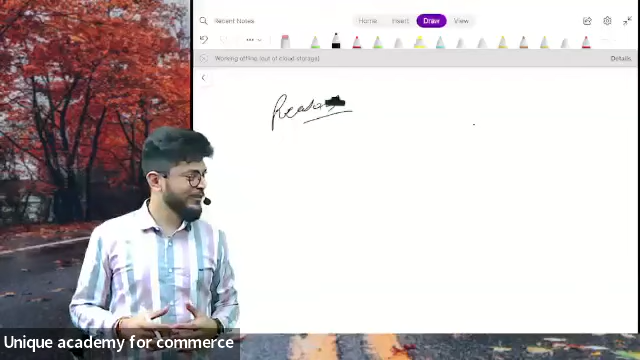 Recent Notes
Home Insert Draw View
Working offline (out of cloud storage)
Details
Unique academy for commerce